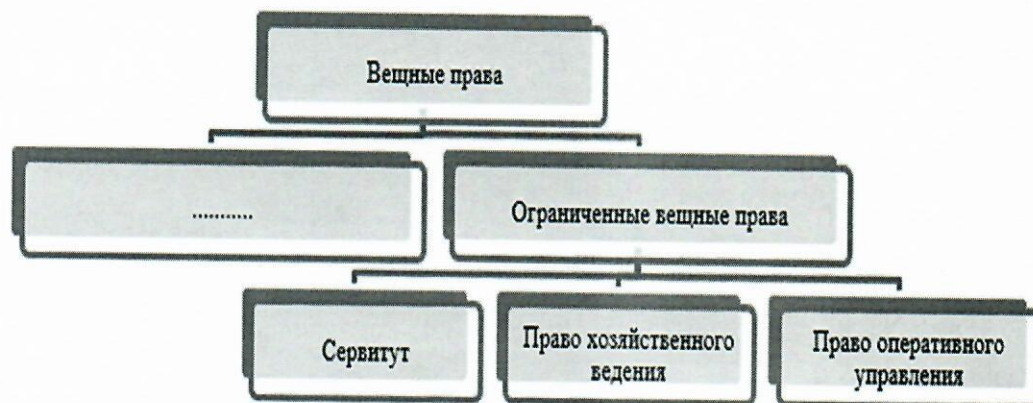 Вещные права
...........
Ограниченные вещные права
Сервитут
Право хозяйственного
ведения
Право оперативного
управления